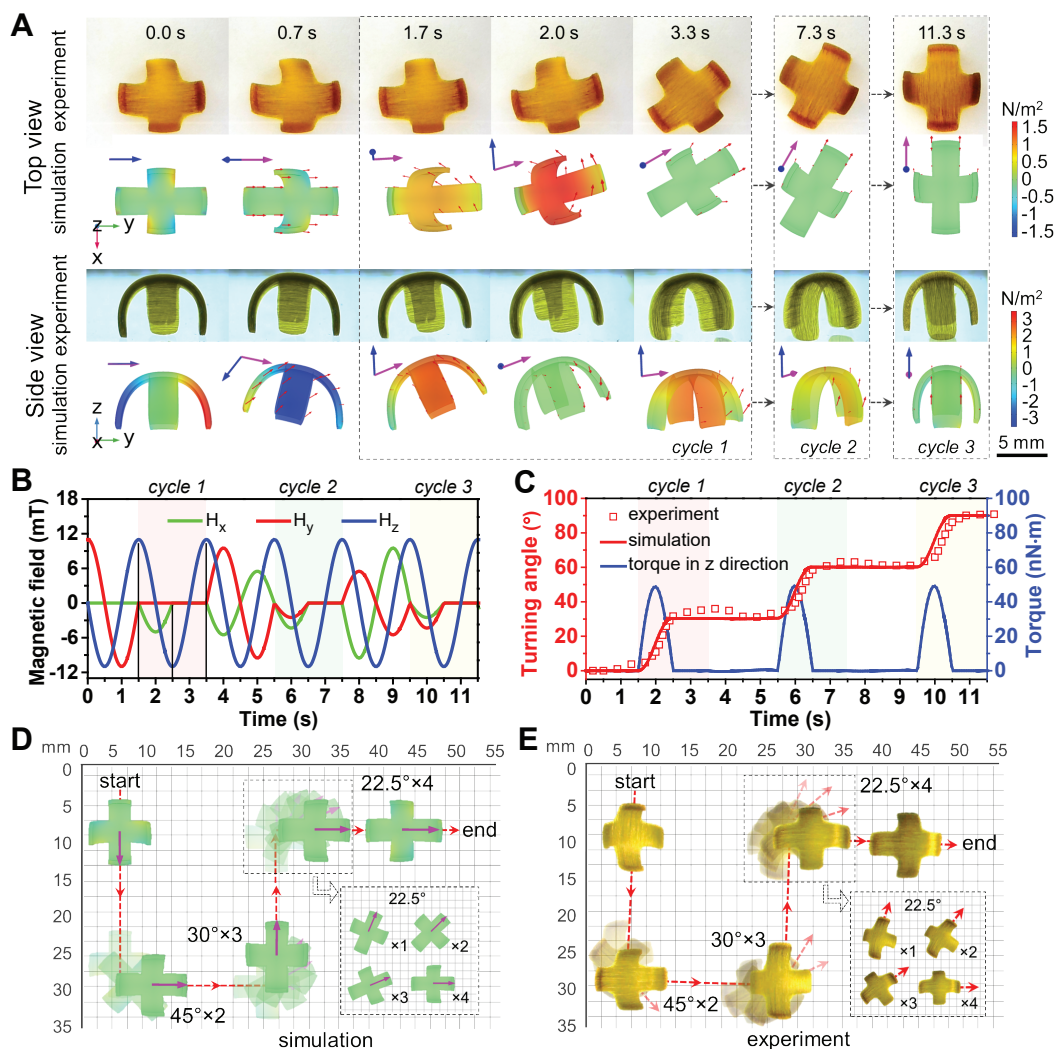 A
Top view
simulation experiment
0.0 s 0.7 s 1.7 s 2.0 s 3.3 s 7.3 s 11.3 s
N/m²
1.5
1
0.5
0
-0.5
-1
-1.5
z y
x
Side view
simulation experiment
N/m²
3
2
1
0
-1
-2
-3
z
x y
cycle 1 cycle 2 cycle 3
5 mm
B
cycle 1 cycle 2 cycle 3
Hx Hy Hz
Magnetic field (mT)
18
12
6
0
-6
-12
0 1 2 3 4 5 6 7 8 9 10 11
Time (s)
C
cycle 1 cycle 2 cycle 3
experiment
simulation
torque in z direction
Turning angle (°)
100
80
60
40
20
0
Torque (nN·m)
100
80
60
40
20
0
0 1 2 3 4 5 6 7 8 9 10 11
Time (s)
D
mm 0 5 10 15 20 25 30 35 40 45 50 55
0
5
10
15
20
25
30
35
start
22.5°×4
end
30°×3
45°×2
22.5°
×1 ×2
×3 ×4
simulation
E
mm 0 5 10 15 20 25 30 35 40 45 50 55
0
5
10
15
20
25
30
35
start
22.5°×4
end
30°×3
45°×2
22.5°
×1 ×2
×3 ×4
experiment